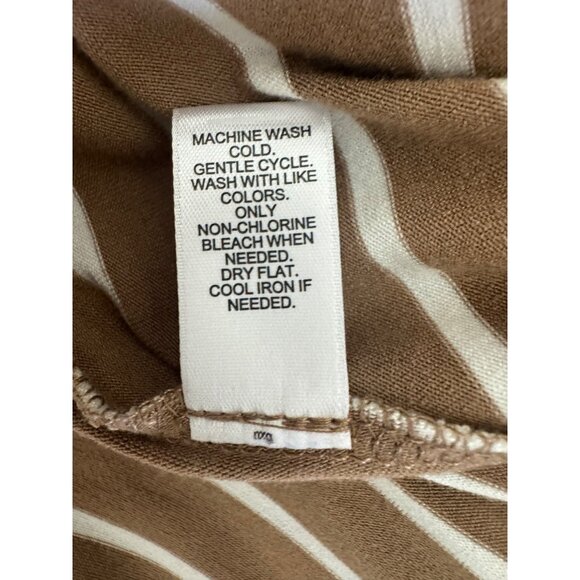 MACHINE WASH
COLD.
GENTLE CYCLE.
WASH WITH LIKE
COLORS.
ONLY
NON-CHLORINE
BLEACH WHEN
NEEDED.
DRY FLAT.
COOL IRON IF
NEEDED.